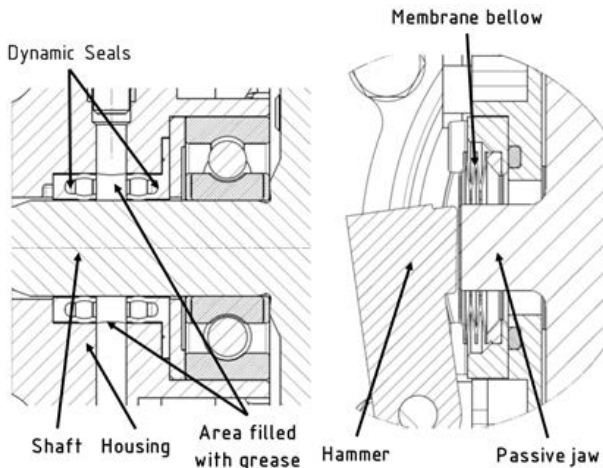 Membrane bellow
Dynamic Seals
Shaft
Housing
Area filled
with grease
Hammer
Passive jaw